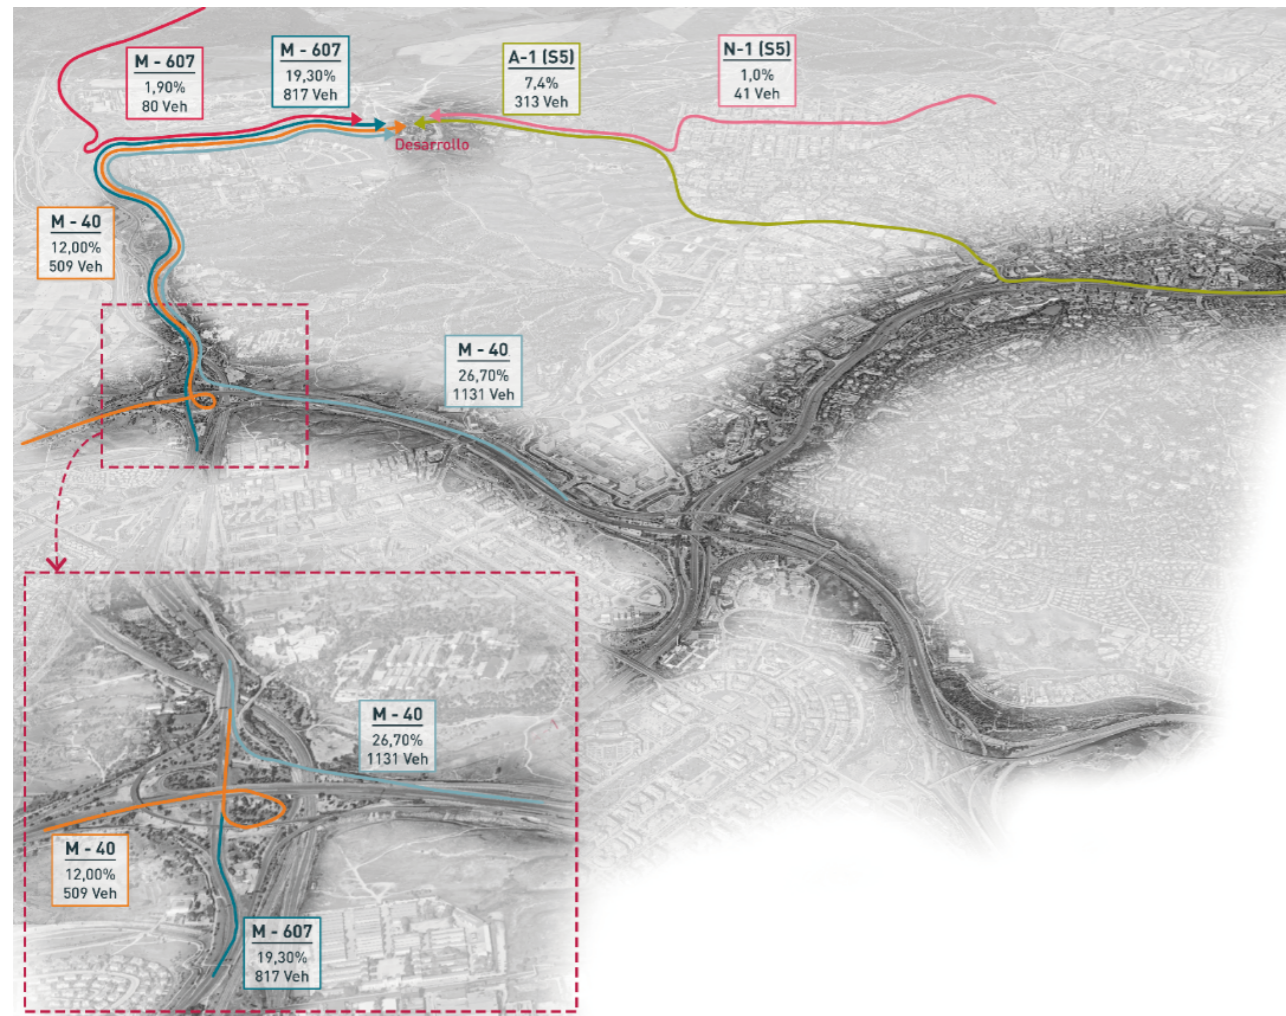 M - 607
1,90%
80 Veh
M - 607
19,30%
817 Veh
A-1 (S5)
7,4%
313 Veh
N-1 (S5)
1,0%
41 Veh
Desarrollo
M - 40
12,00%
509 Veh
M - 40
26,70%
1131 Veh
M - 40
26,70%
1131 Veh
M - 40
12,00%
509 Veh
M - 607
19,30%
817 Veh